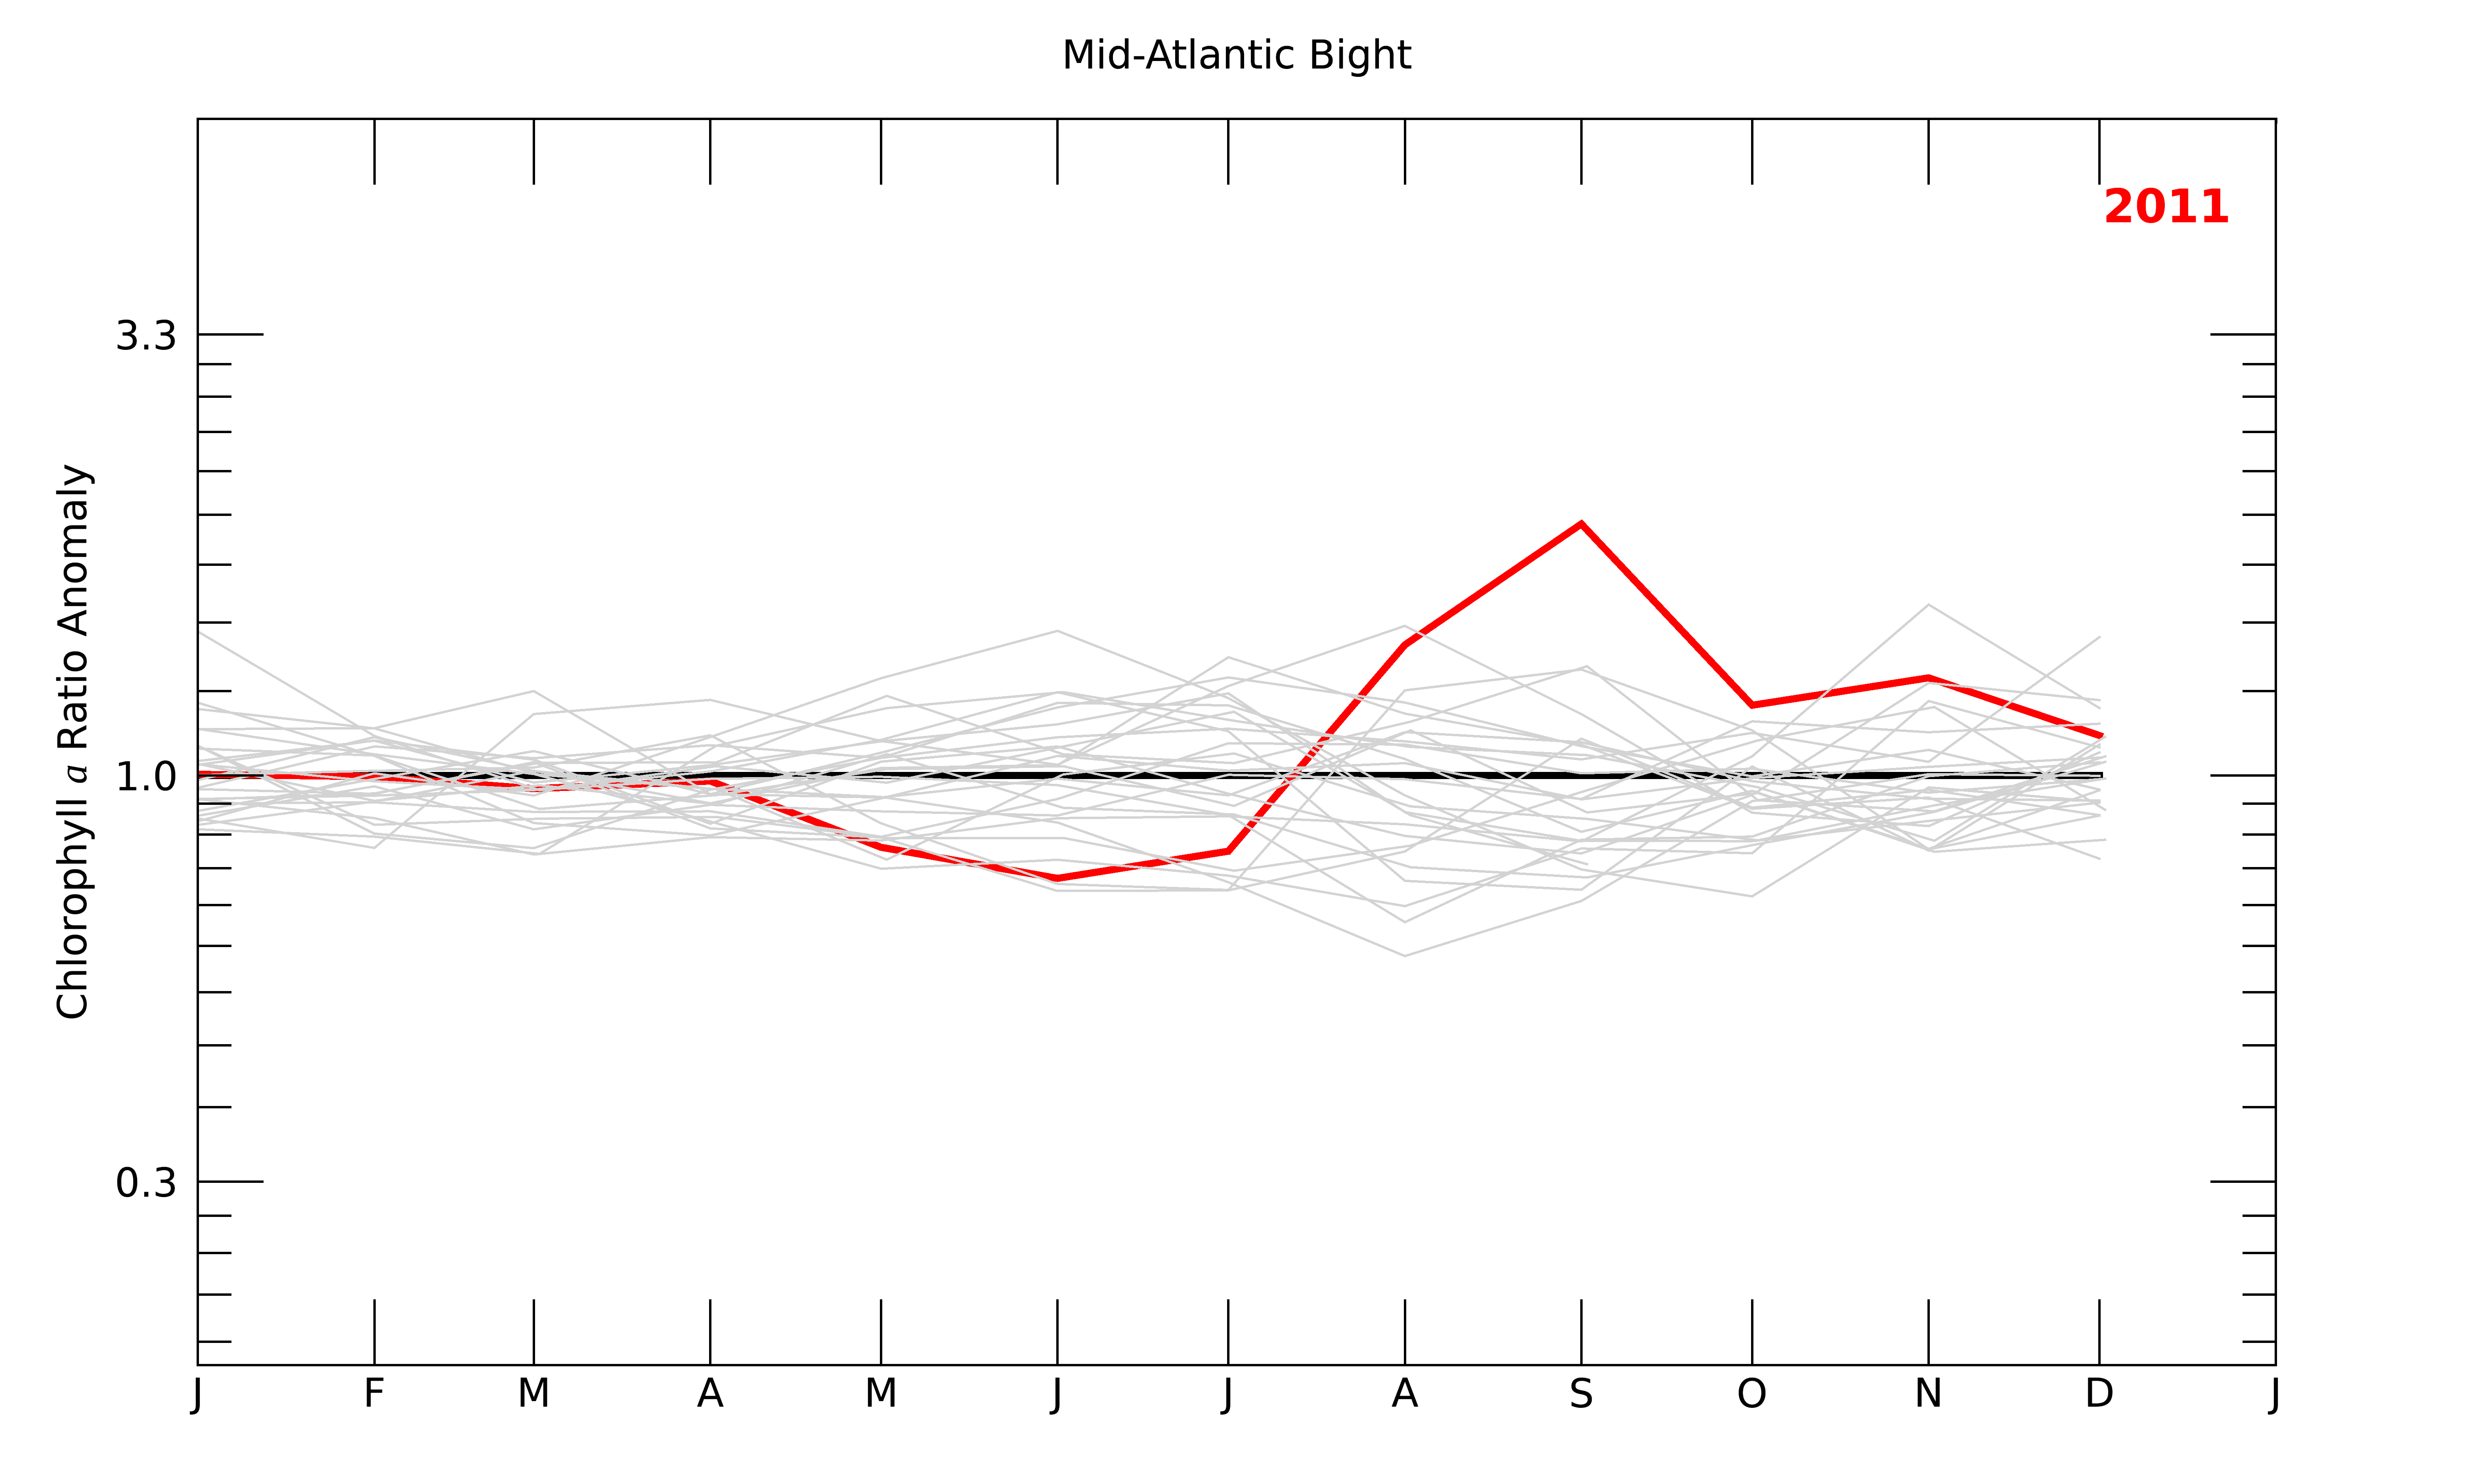 Mid-Atlantic Bight
2011
3.3
1.0
0.3
Chlorophyll a Ratio Anomaly
J F M A M J J A S O N D J